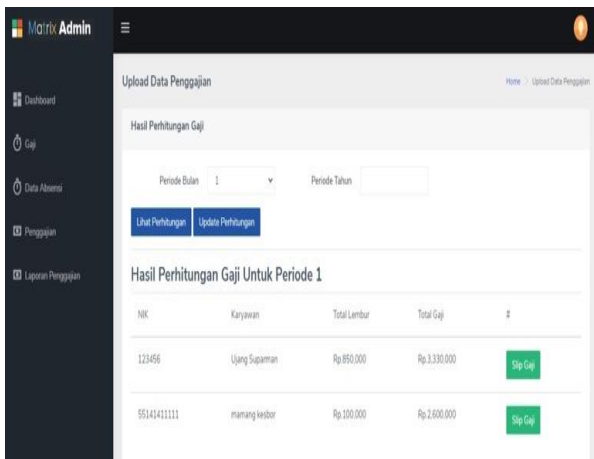 Matrix Admin
Dashboard
Gaji
Data Absensi
Penggajian
Laporan Penggajian
Upload Data Penggajian
Home > Upload Data Penggajian
Hasil Perhitungan Gaji
Periode Bulan 1 Periode Tahun
Lihat Perhitungan Update Perhitungan
Hasil Perhitungan Gaji Untuk Periode 1
NIK Karyawan Total Lembur Total Gaji #
123456 Ujang Suparman Rp.850,000 Rp.3,330,000 Slip Gaji
55141411111 mamang kesbor Rp.100,000 Rp.2,600,000 Slip Gaji